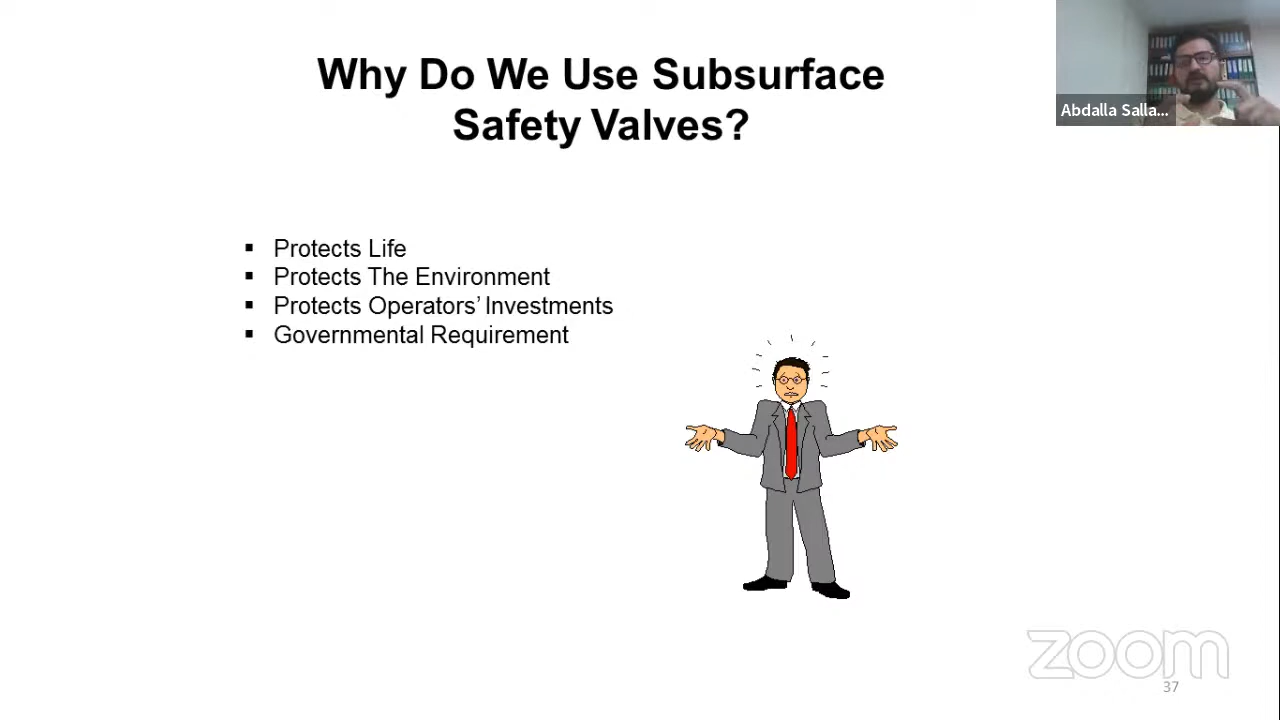 Why Do We Use Subsurface
Safety Valves?
Abdalla Salla...
▪ Protects Life
▪ Protects The Environment
▪ Protects Operators’ Investments
▪ Governmental Requirement
zoom
37